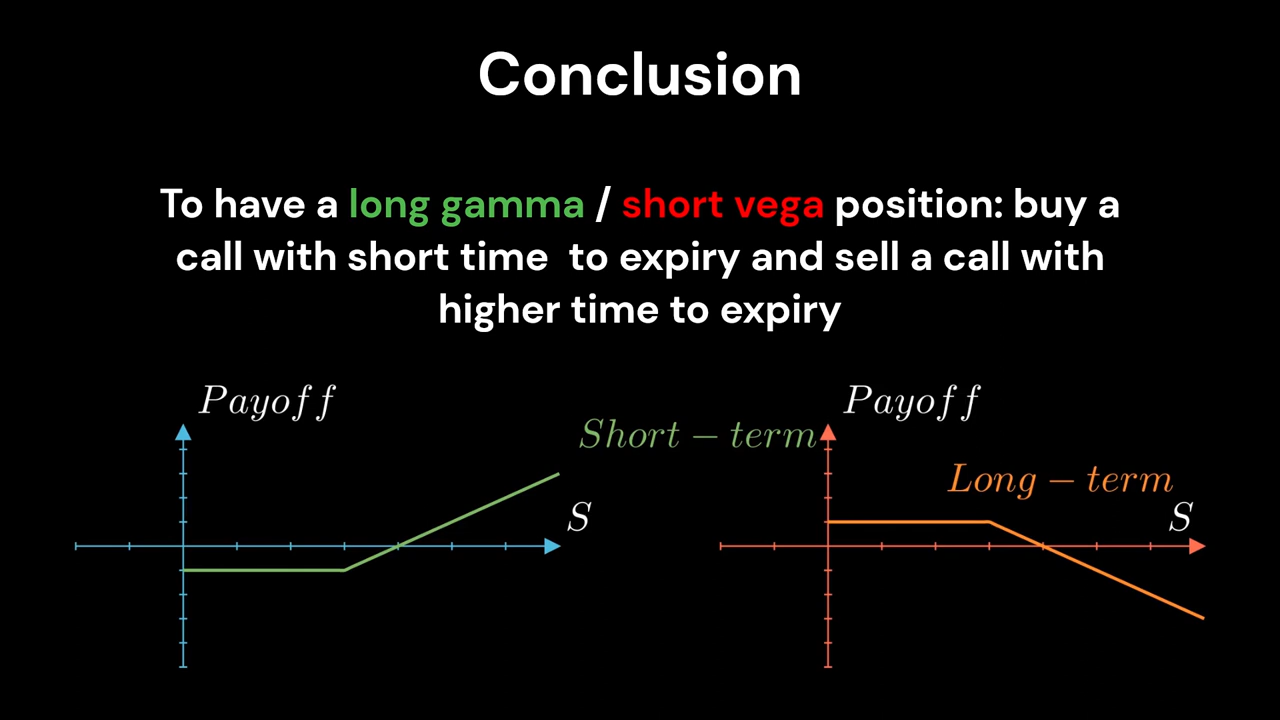 Conclusion
To have a long gamma / short vega position: buy a
call with short time to expiry and sell a call with
higher time to expiry
Payoff
Short - term
S
Payoff
Long - term
S